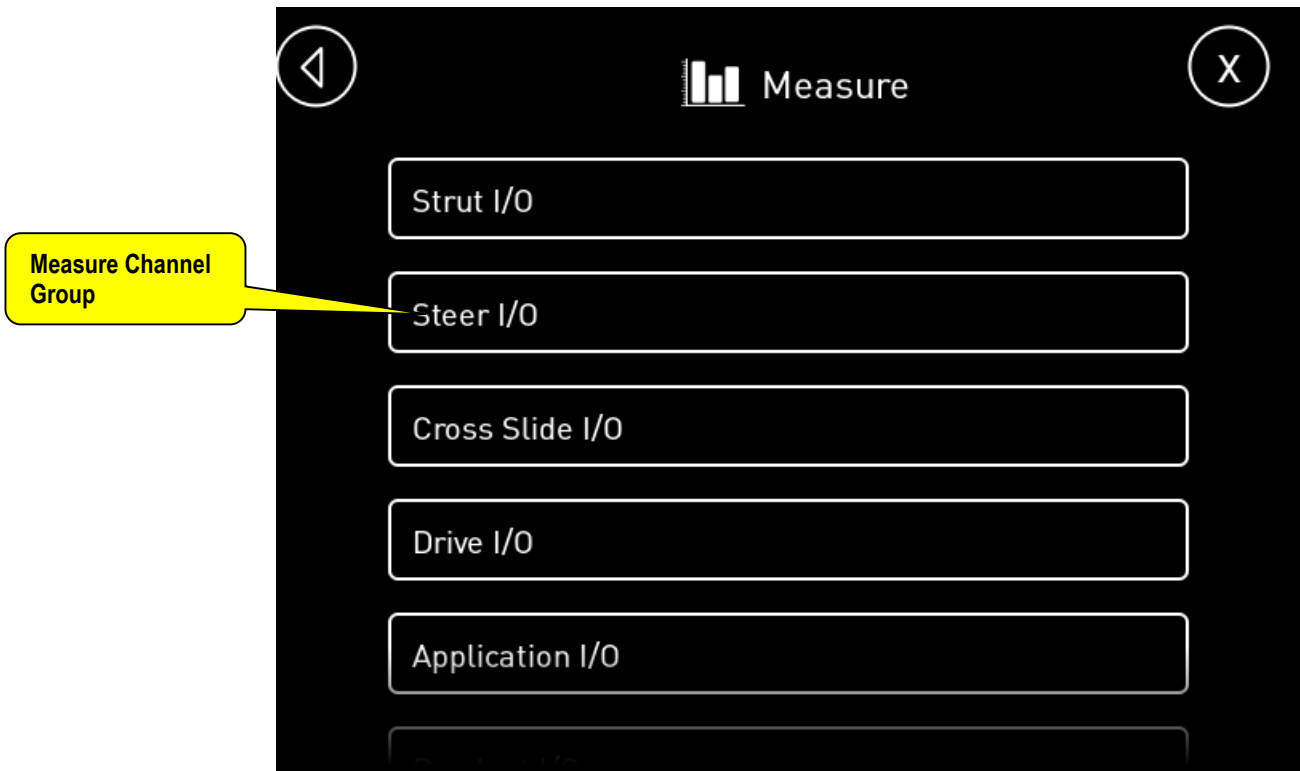 X
Measure
Strut I/O
Measure Channel
Group
Steer I/O
Cross Slide I/O
Drive I/O
Application I/O